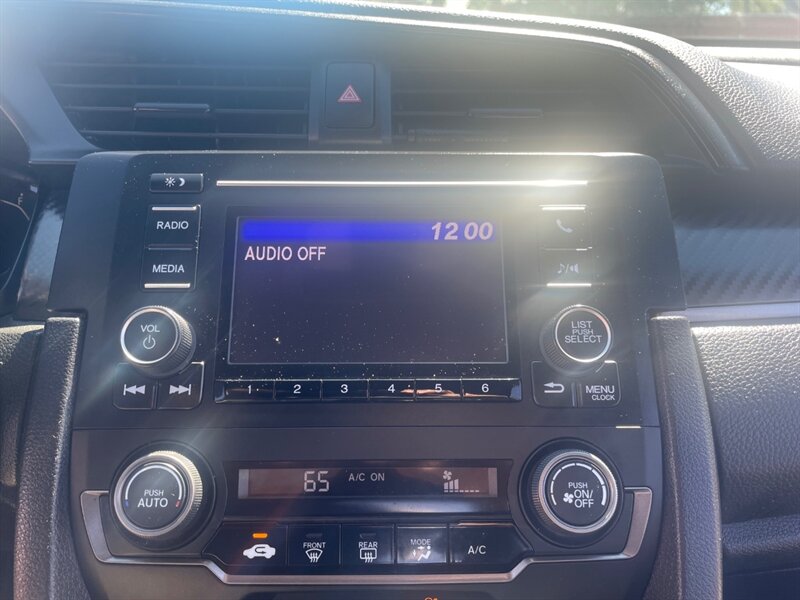 RADIO
12 00
AUDIO OFF
MEDIA
VOL
LIST
PUSH
SELECT
1 2 3 4 5 6
MENU
CLOCK
65 A/C ON
PUSH
AUTO
PUSH
ON/
OFF
FRONT
REAR
MODE
A/C